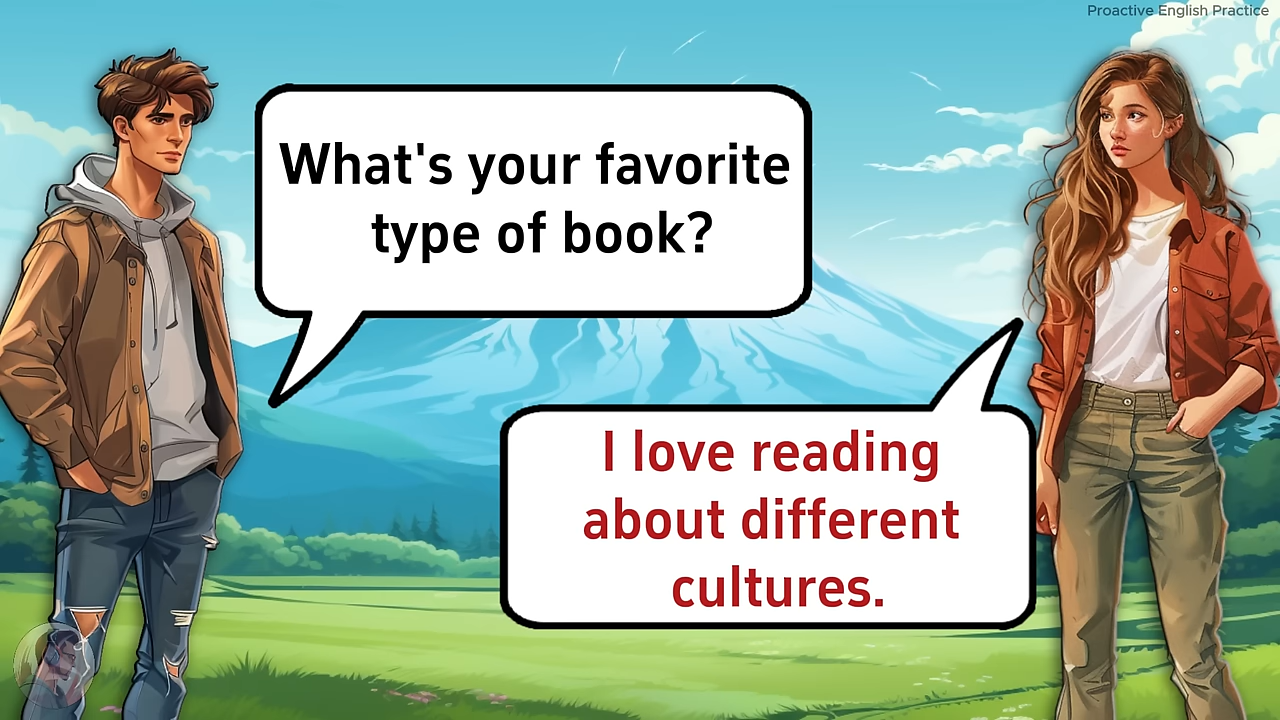 Proactive English Practice
What's your favorite
type of book?
I love reading
about different
cultures.